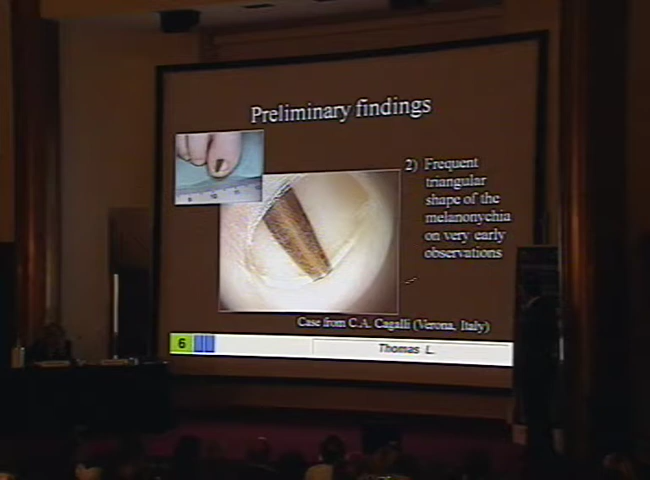 Preliminary findings
2) Frequent
triangular
shape of the
melanonychia
on very early
observations
Case from C.A. Cagalli (Verona, Italy)
6
Thomas L.